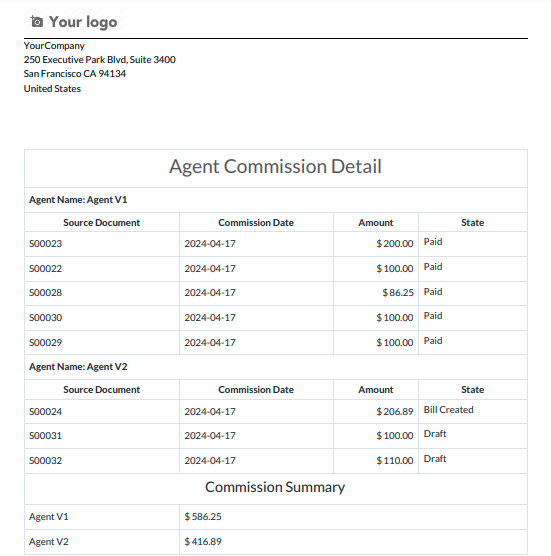 Your logo
YourCompany
250 Executive Park Blvd, Suite 3400
San Francisco CA 94134
United States
Agent Commission Detail
Agent Name: Agent V1
Source Document Commission Date Amount State
S00023 2024-04-17 $ 200.00 Paid
S00022 2024-04-17 $ 100.00 Paid
S00028 2024-04-17 $ 86.25 Paid
S00030 2024-04-17 $ 100.00 Paid
S00029 2024-04-17 $ 100.00 Paid
Agent Name: Agent V2
Source Document Commission Date Amount State
S00024 2024-04-17 $ 206.89 Bill Created
S00031 2024-04-17 $ 100.00 Draft
S00032 2024-04-17 $ 110.00 Draft
Commission Summary
Agent V1 $ 586.25
Agent V2 $ 416.89